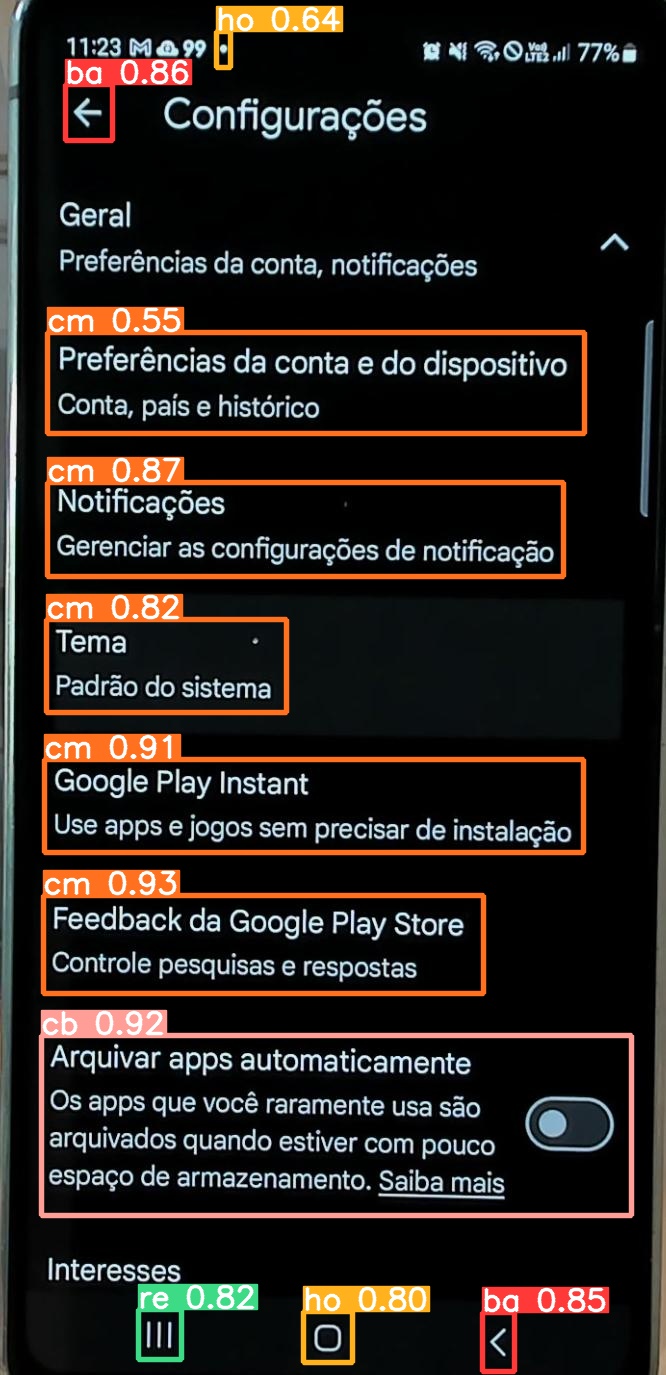 ho 0.64
11:23 99 VoD LTE2 77%
ba 0.86
Configurações
Geral
Preferências da conta, notificações
cm 0.55
Preferências da conta e do dispositivo
Conta, país e histórico
cm 0.87
Notificações
Gerenciar as configurações de notificação
cm 0.82
Tema
Padrão do sistema
cm 0.91
Google Play Instant
Use apps e jogos sem precisar de instalação
cm 0.93
Feedback da Google Play Store
Controle pesquisas e respostas
cb 0.92
Arquivar apps automaticamente
Os apps que você raramente usa são
arquivados quando estiver com pouco
espaço de armazenamento. Saiba mais
Interesses
re 0.82 ho 0.80 ba 0.85